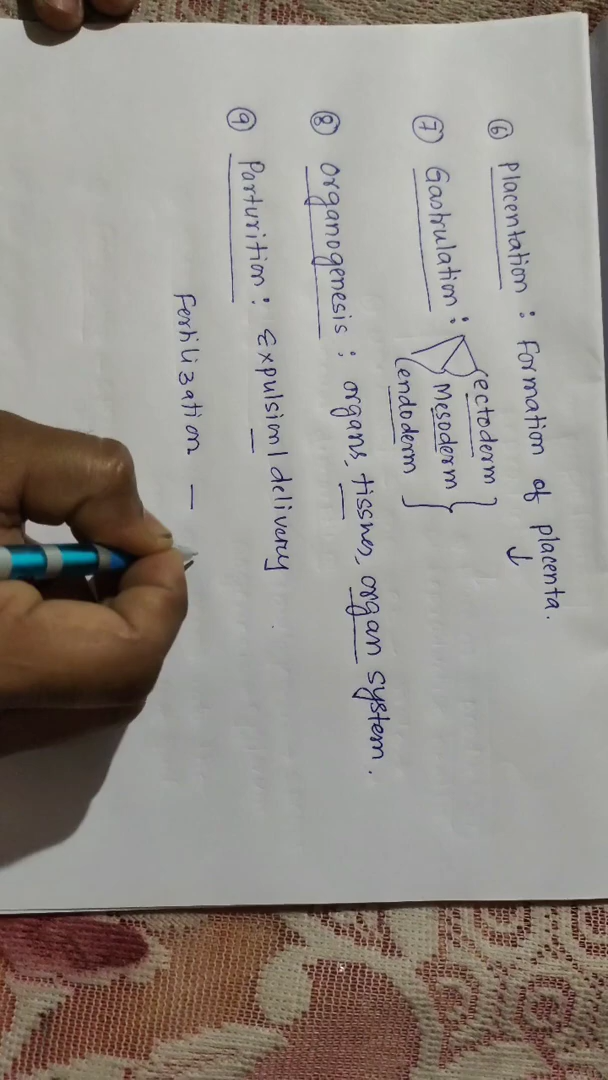 ⑥ Placentation : Formation of placenta.
⑦ Gastrulation : (ectoderm
Mesoderm
(endoderm
⑧ Organogenesis ; organs, tissues, organ system.
⑨ Parturition : Expulsion / delivery
Fertilization –